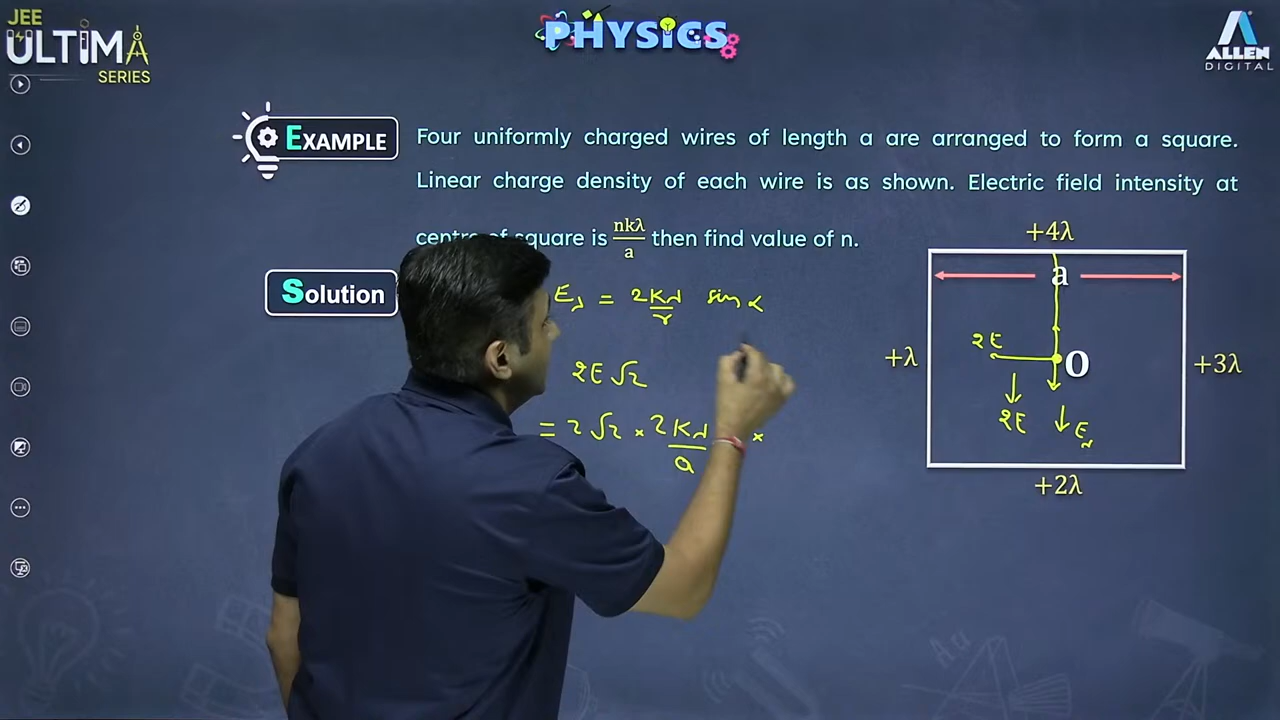 JEE
ULTIMA
SERIES
PHYSICS
ALLEN
DIGITAL
EXAMPLE
Four uniformly charged wires of length a are arranged to form a square.
Linear charge density of each wire is as shown. Electric field intensity at
centre of square is nkλ/a then find value of n.
Solution
= 2Kλ/r sin α
2E√2
= 2√2 × 2Kλ/a ×
+4λ
a
+λ
2E
O
+3λ
2E
+2λ